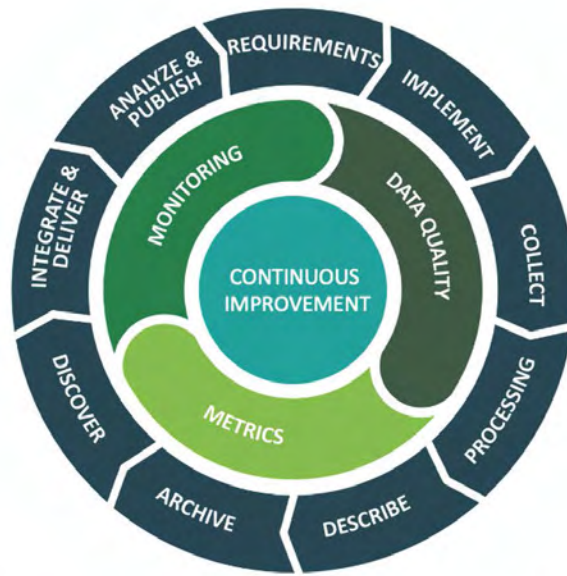 REQUIREMENTS
IMPLEMENT
COLLECT
PROCESSING
DESCRIBE
ARCHIVE
DISCOVER
INTEGRATE &
DELIVER
ANALYZE &
PUBLISH
MONITORING
DATA QUALITY
METRICS
CONTINUOUS
IMPROVEMENT